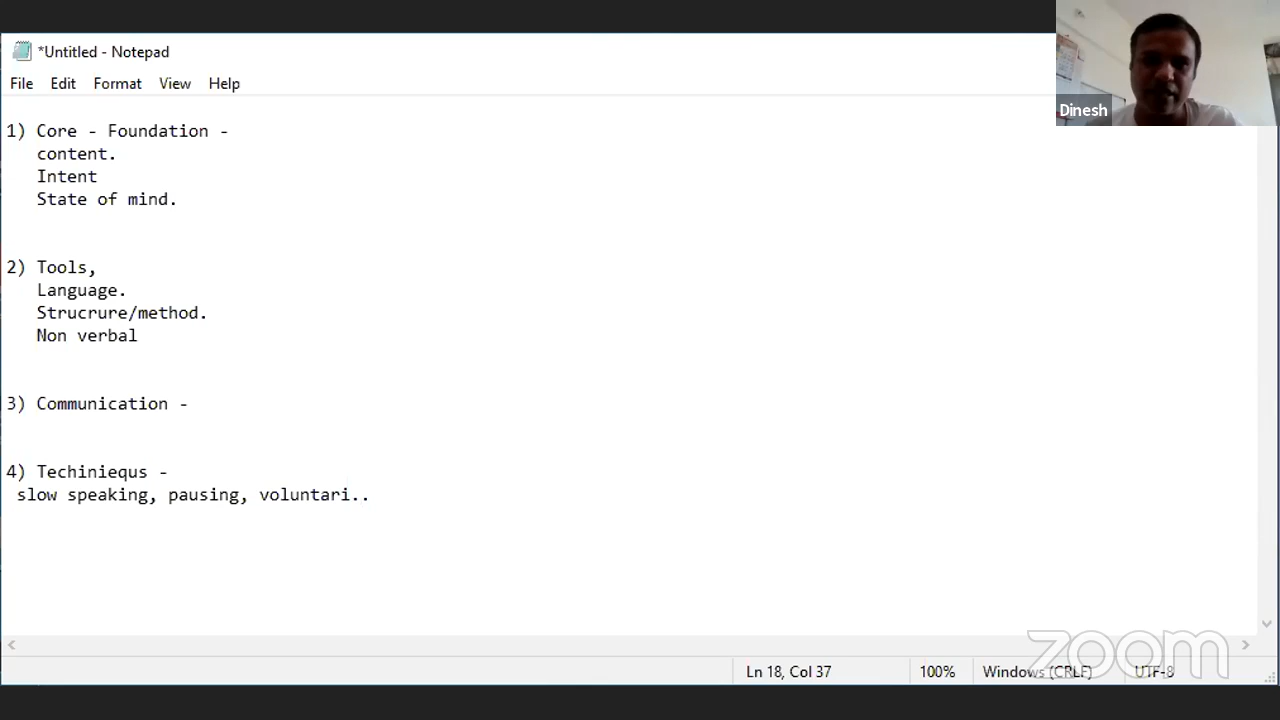 *Untitled - Notepad
File Edit Format View Help
Dinesh
1) Core - Foundation -
content.
Intent
State of mind.
2) Tools,
Language.
Strucrure/method.
Non verbal
3) Communication -
4) Techiniequs -
slow speaking, pausing, voluntari..
zoom
Ln 18, Col 37 100% Windows (CRLF) UTF-8